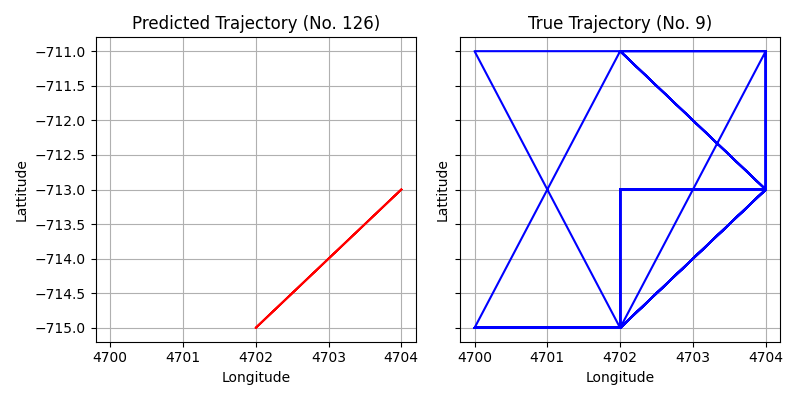 Predicted Trajectory (No. 126)
True Trajectory (No. 9)
−711.0
−711.5
−712.0
−712.5
−713.0
−713.5
−714.0
−714.5
−715.0
Lattitude
Lattitude
4700 4701 4702 4703 4704
4700 4701 4702 4703 4704
Longitude
Longitude